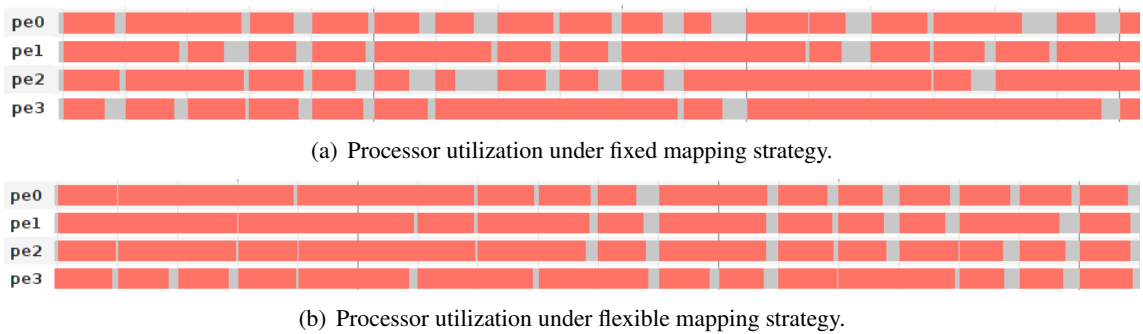 pe0
pe1
pe2
pe3
(a) Processor utilization under fixed mapping strategy.
pe0
pe1
pe2
pe3
(b) Processor utilization under flexible mapping strategy.